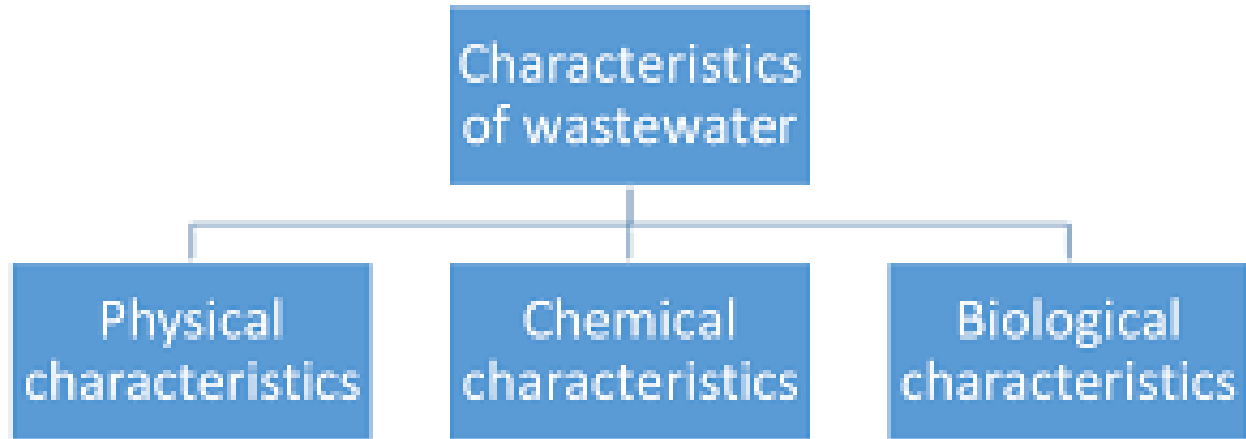 Characteristics
of wastewater
Physical
characteristics
Chemical
characteristics
Biological
characteristics